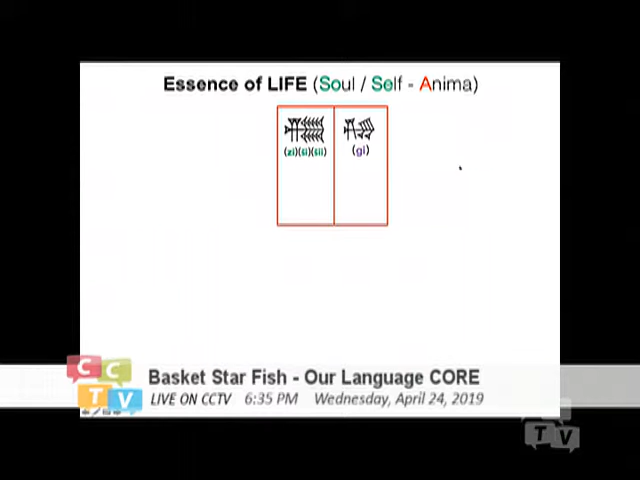 Essence of LIFE (Soul / Self - Anima)
(zi)(si)(sii) (gi)
CCTV
Basket Star Fish - Our Language CORE
LIVE ON CCTV 6:35 PM Wednesday, April 24, 2019
TV